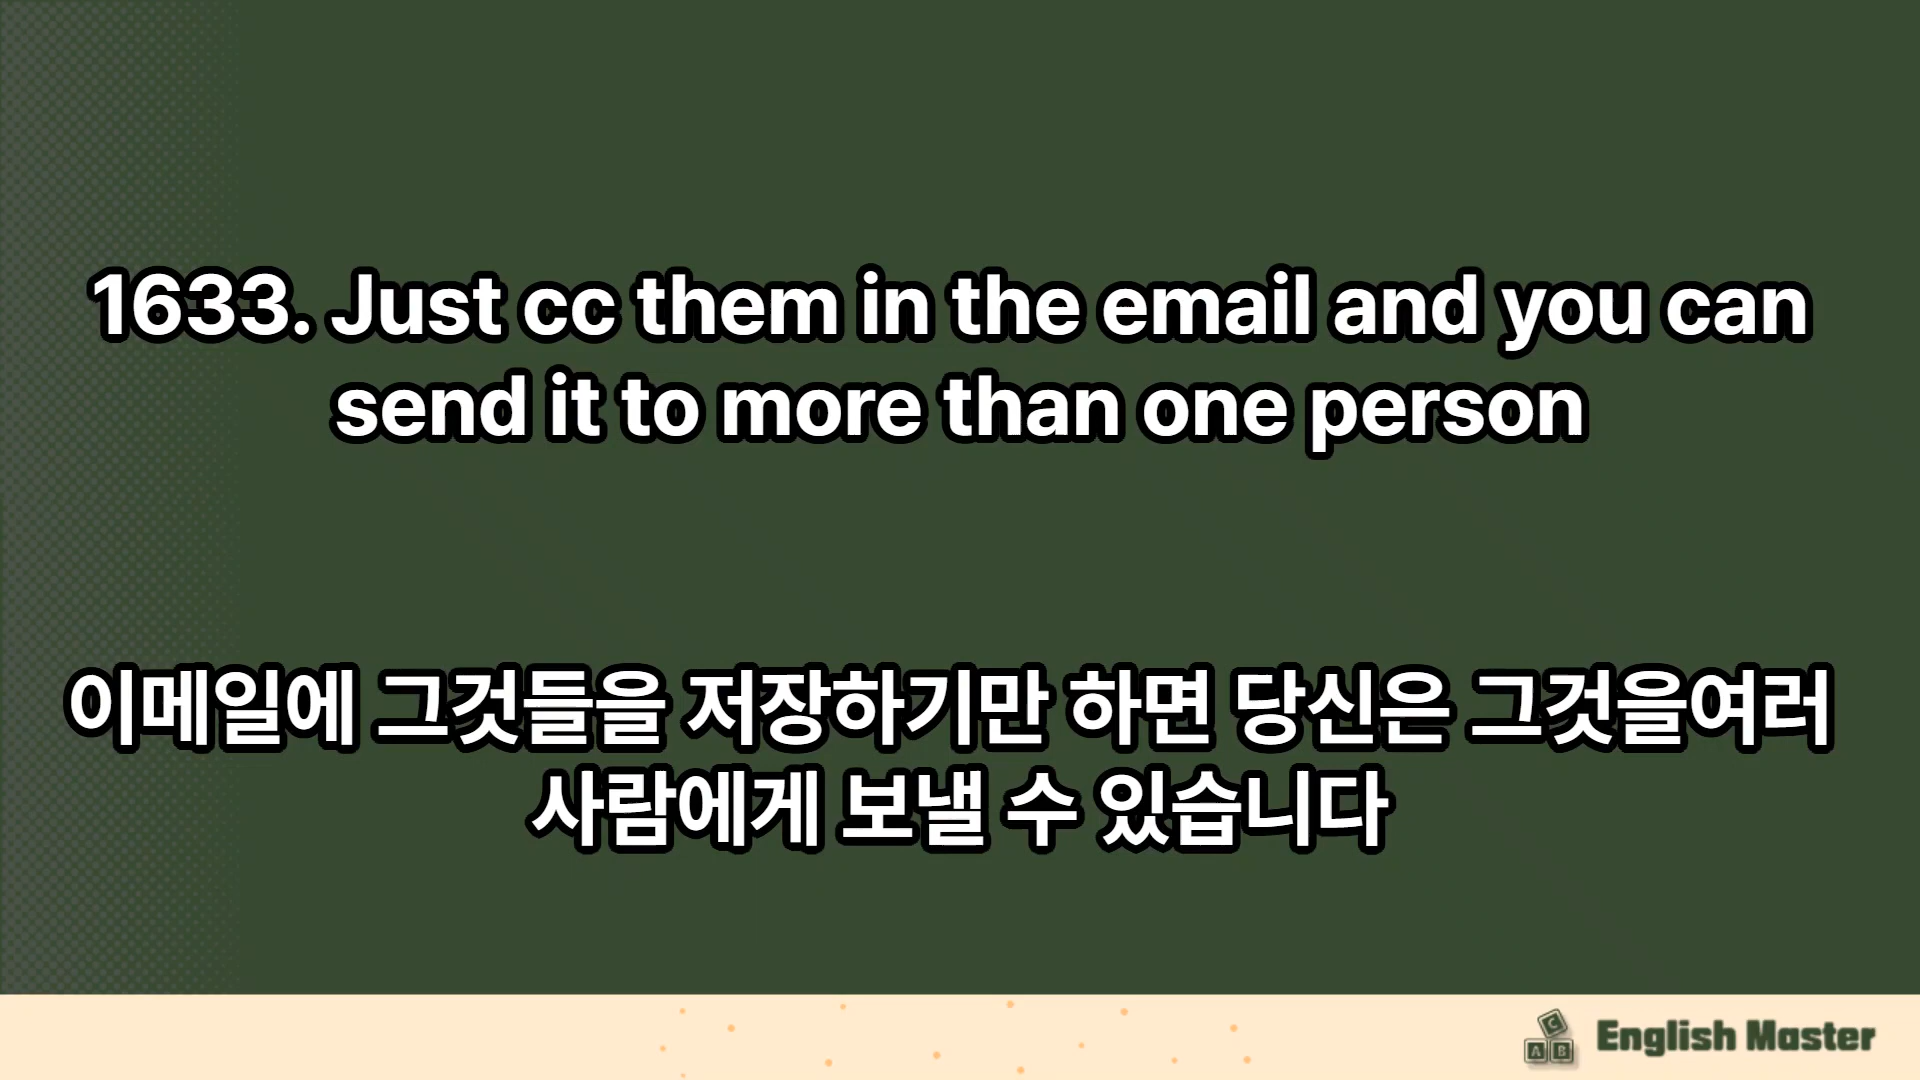 1633. Just cc them in the email and you can
send it to more than one person
이메일에 그것들을 저장하기만 하면 당신은 그것을여러
사람에게 보낼 수 있습니다
C
A B
English Master